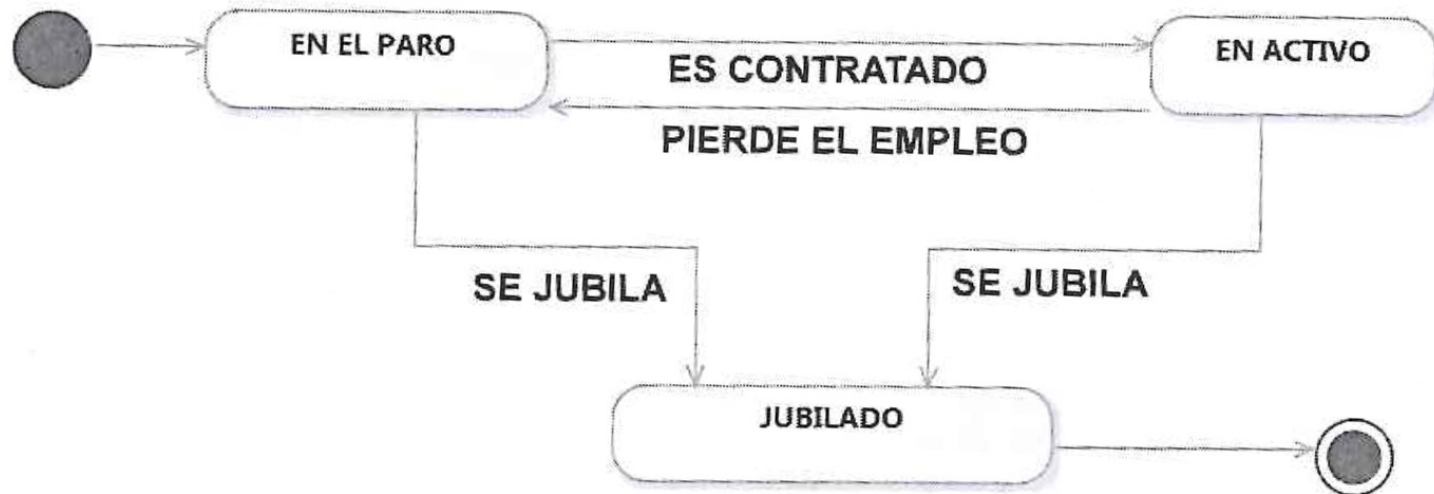 EN EL PARO
EN ACTIVO
ES CONTRATADO
PIERDE EL EMPLEO
SE JUBILA
SE JUBILA
JUBILADO